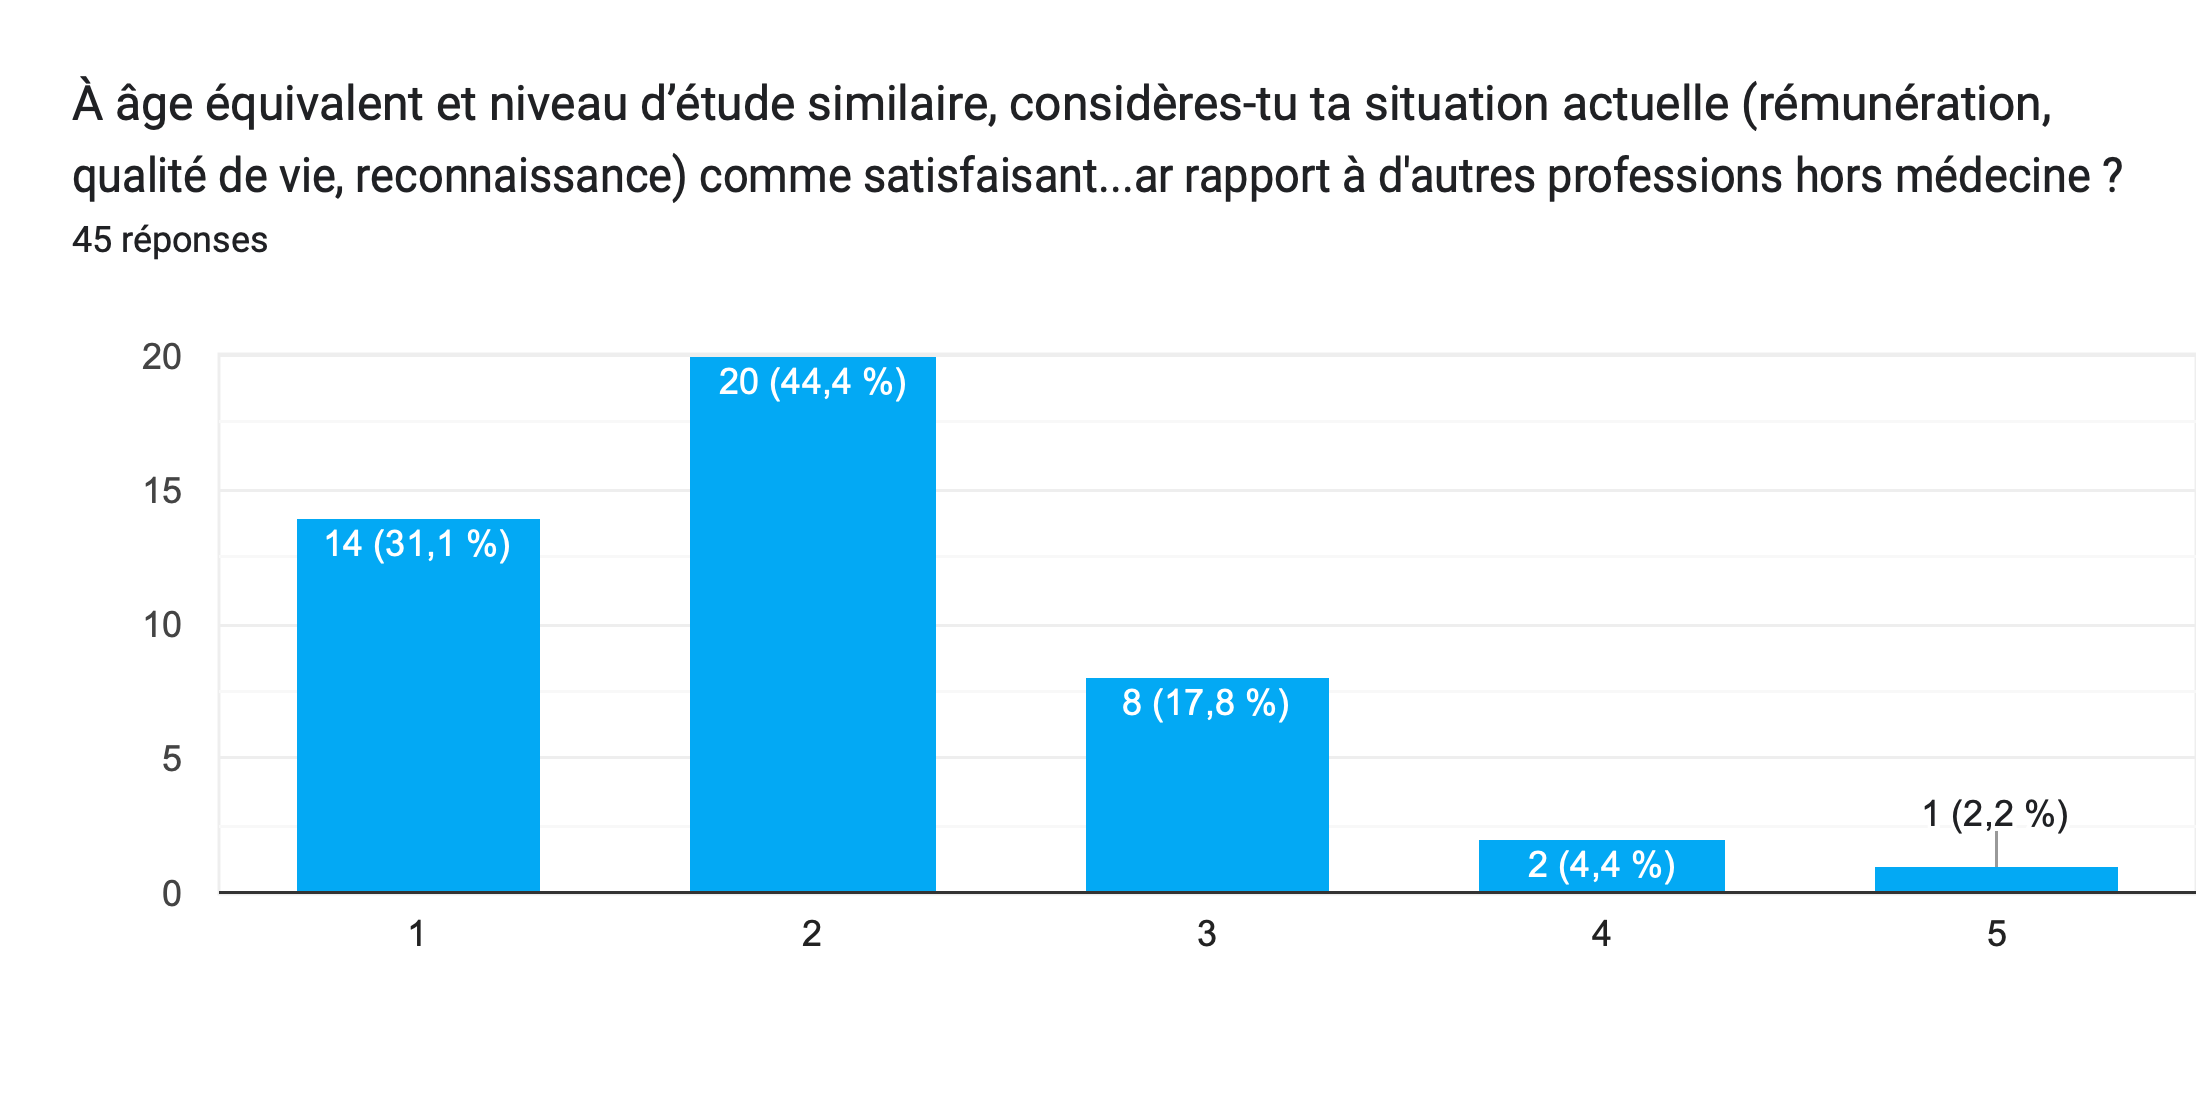 À âge équivalent et niveau d’étude similaire, considères-tu ta situation actuelle (rémunération,
qualité de vie, reconnaissance) comme satisfaisant...ar rapport à d'autres professions hors médecine ?
45 réponses
20
15
10
5
0
14 (31,1 %)
20 (44,4 %)
8 (17,8 %)
2 (4,4 %)
1 (2,2 %)
1
2
3
4
5